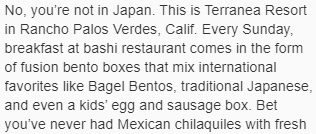 No, you're not in Japan. This is Terranea Resort
in Rancho Palos Verdes, Calif. Every Sunday,
breakfast at bashi restaurant comes in the form
of fusion bento boxes that mix international
favorites like Bagel Bentos, traditional Japanese,
and even a kids' egg and sausage box. Bet
you've never had Mexican chilaquiles with fresh